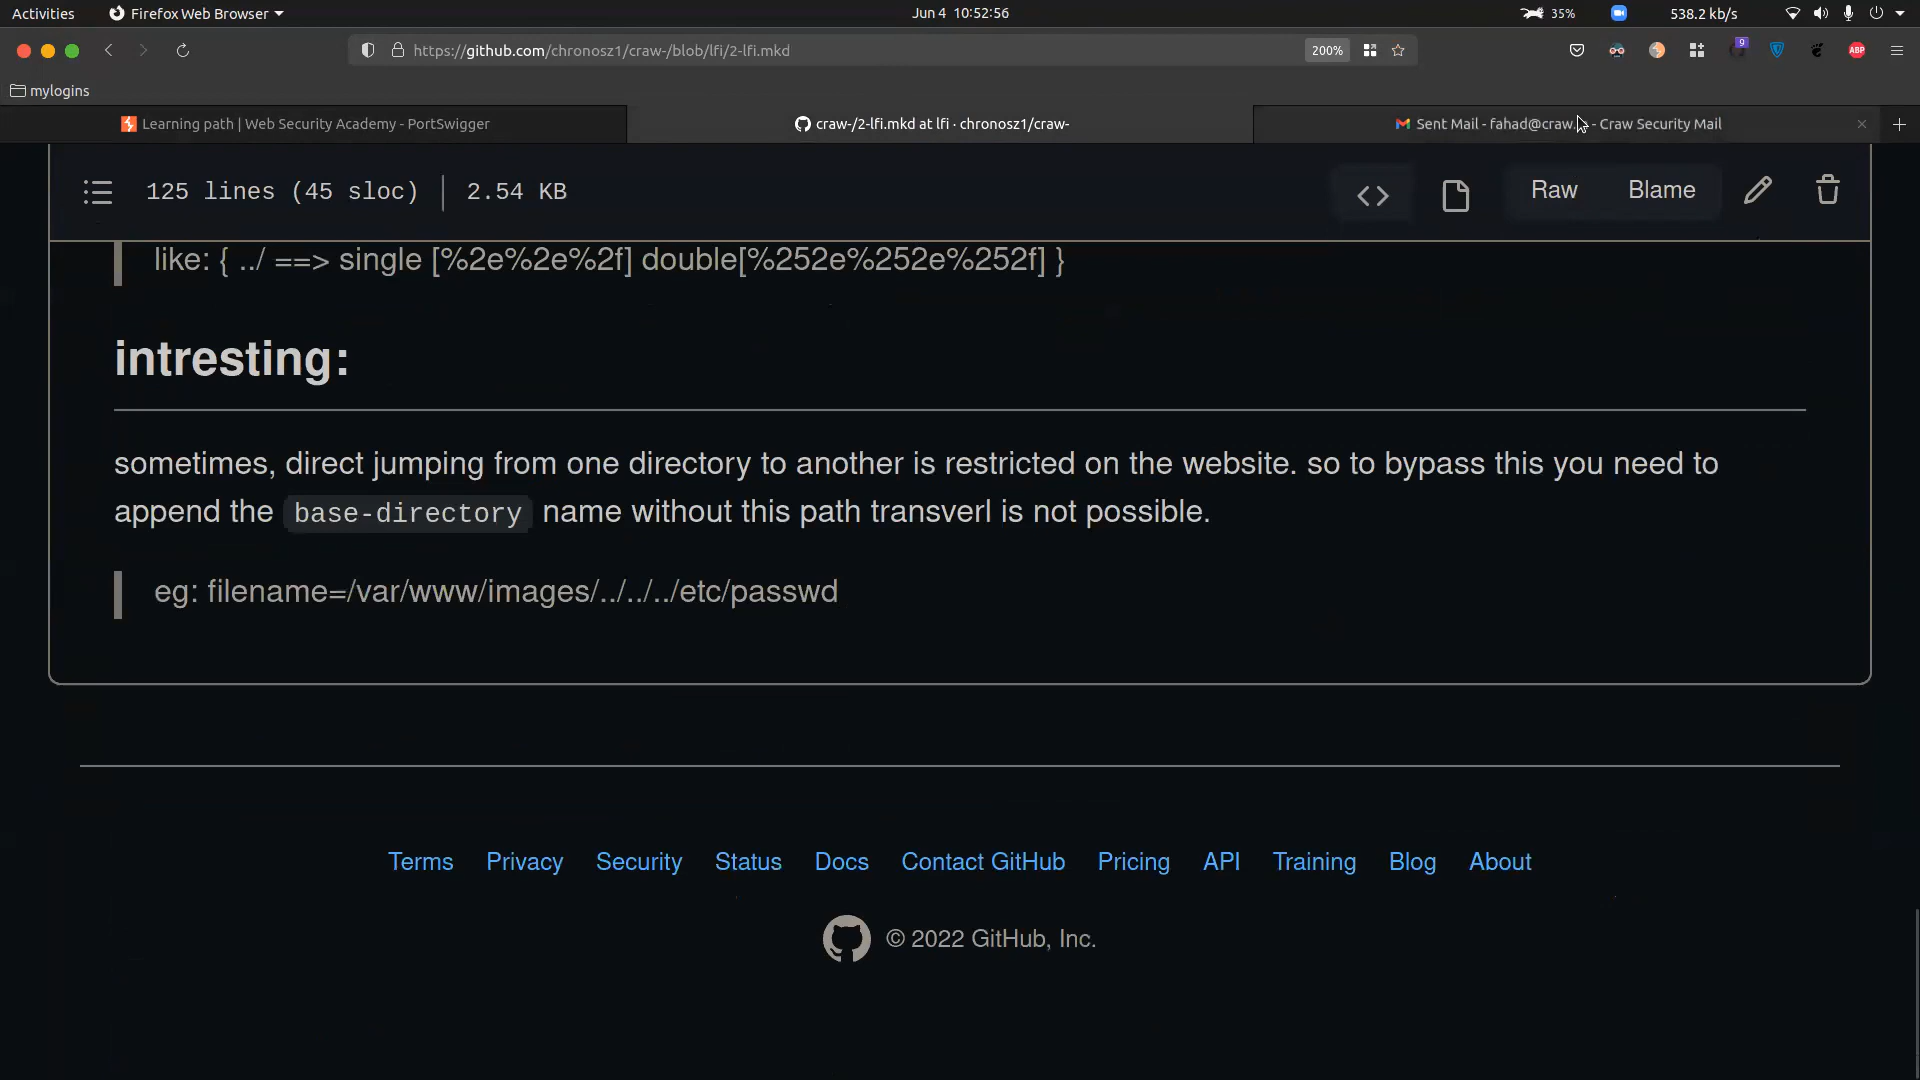 Activities Firefox Web Browser Jun 4 10:52:56 35% 538.2 kb/s
https://github.com/chronosz1/craw-/blob/lfi/2-lfi.mkd 200% 9 ABP
mylogins
Learning path | Web Security Academy - PortSwigger craw-/2-lfi.mkd at lfi · chronosz1/craw- Sent Mail - fahad@craw. - Craw Security Mail
125 lines (45 sloc) 2.54 KB <> Raw Blame
like: { ../ ==> single [%2e%2e%2f] double[%252e%252e%252f] }
intresting:
sometimes, direct jumping from one directory to another is restricted on the website. so to bypass this you need to
append the base-directory name without this path transverl is not possible.
eg: filename=/var/www/images/../../../etc/passwd
Terms Privacy Security Status Docs Contact GitHub Pricing API Training Blog About
© 2022 GitHub, Inc.